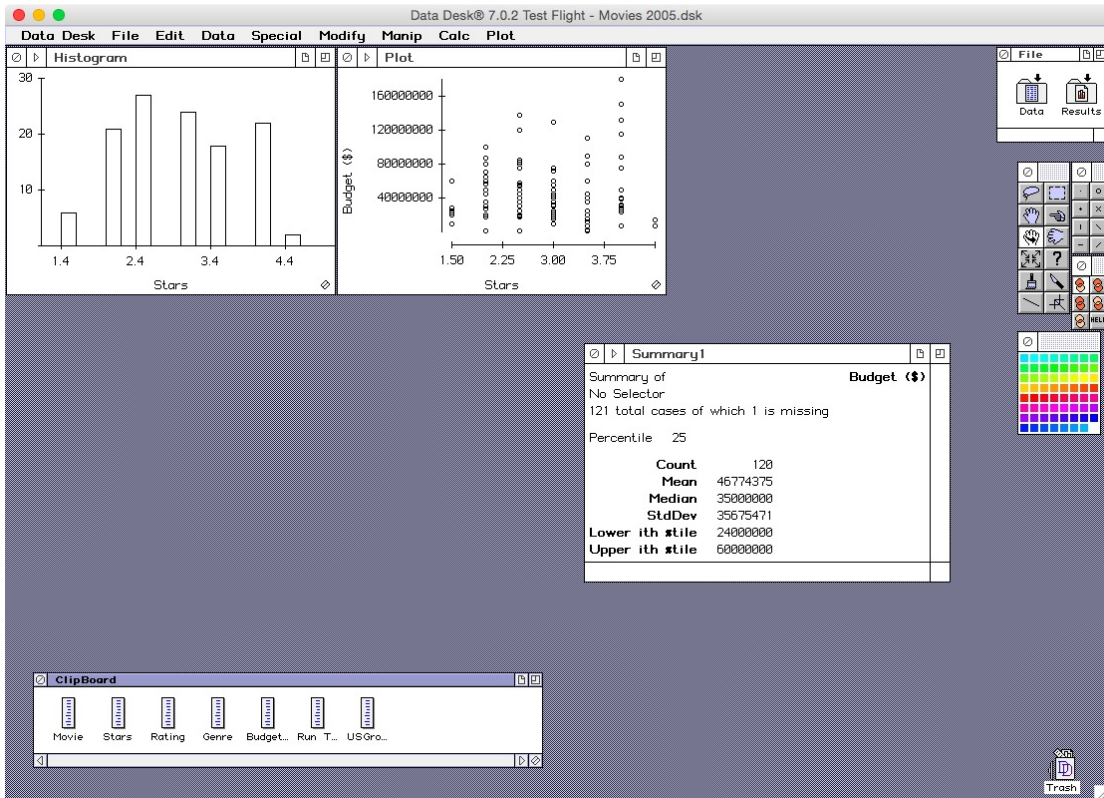 Data Desk® 7.0.2 Test Flight - Movies 2005.dsk
Data Desk File Edit Data Special Modify Manip Calc Plot
Histogram
30
20
10
1.4 2.4 3.4 4.4
Stars
Plot
Budget ($)
160000000
120000000
80000000
40000000
1.50 2.25 3.00 3.75
Stars
File
Data Results
?
HEL
Summary1
Summary of Budget ($)
No Selector
121 total cases of which 1 is missing
Percentile 25
Count 120
Mean 46774375
Median 35000000
StdDev 35675471
Lower ith %tile 24000000
Upper ith %tile 60000000
ClipBoard
Movie Stars Rating Genre Budget... Run T... USGro...
Trash